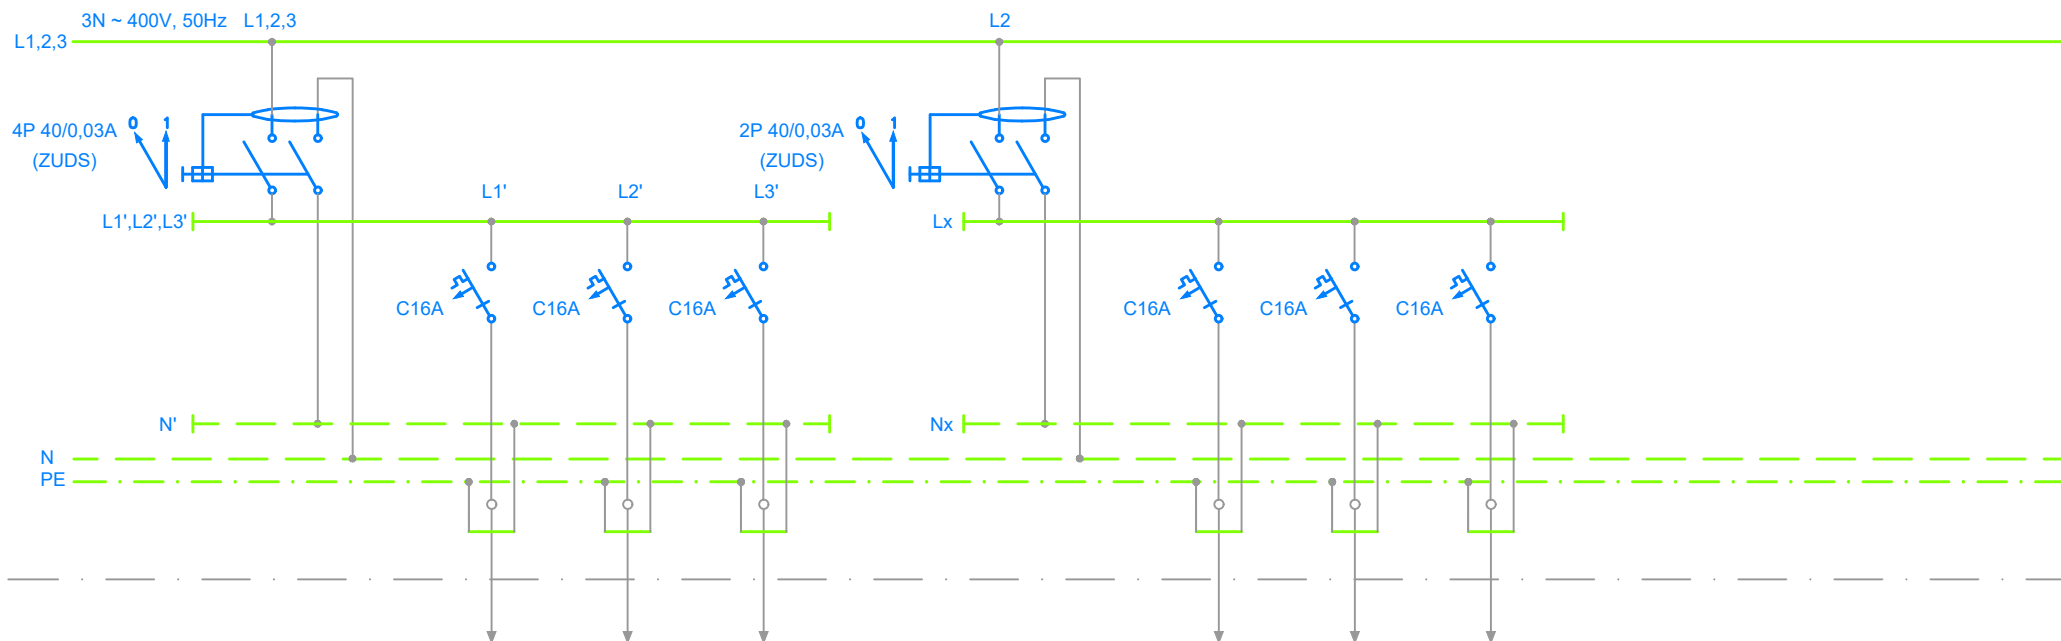 3N ~ 400V, 50Hz L1,2,3
L2
L1,2,3
0 1
4P 40/0,03A
(ZUDS)
0 1
2P 40/0,03A
(ZUDS)
L1' L2' L3'
L1',L2',L3'
Lx
C16A C16A C16A
C16A C16A C16A
N'
Nx
N
PE